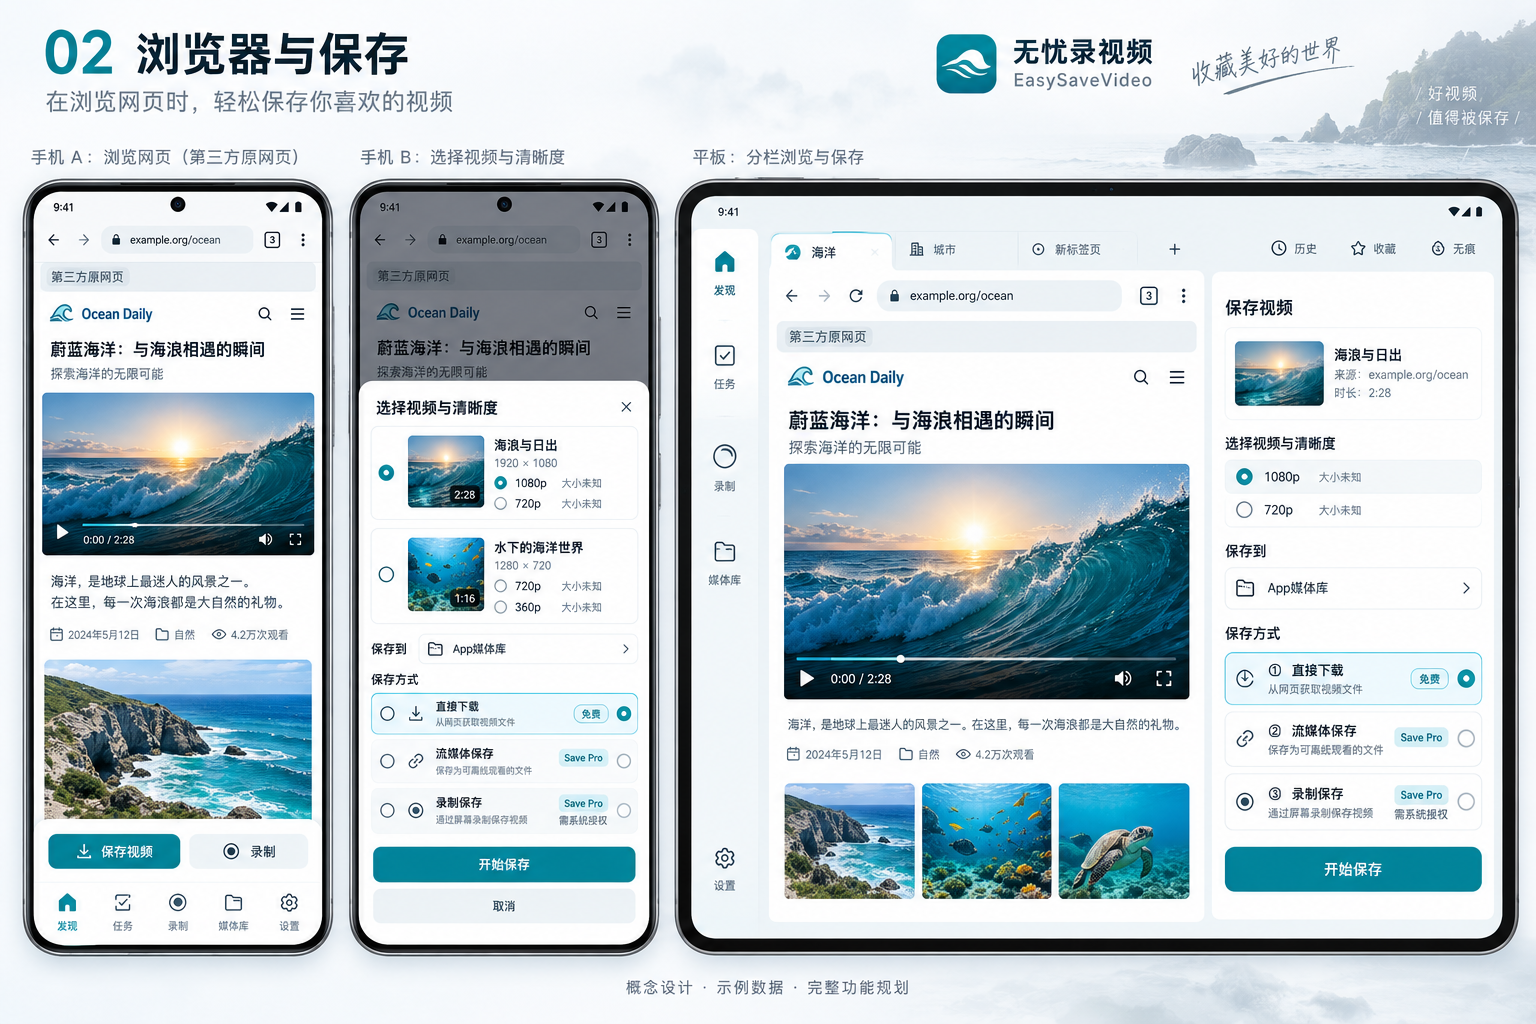 02 浏览器与保存
在浏览网页时，轻松保存你喜欢的视频
无忧录视频
EasySaveVideo
收藏美好的世界
/ 好视频
/ 值得被保存 /
手机 A：浏览网页（第三方原网页）
9:41
example.org/ocean
3
第三方原网页
Ocean Daily
蔚蓝海洋：与海浪相遇的瞬间
探索海洋的无限可能
0:00 / 2:28
海洋，是地球上最迷人的风景之一。
在这里，每一次海浪都是大自然的礼物。
2024年5月12日 自然 4.2万次观看
保存视频 录制
发现 任务 录制 媒体库 设置
手机 B：选择视频与清晰度
9:41
example.org/ocean
3
第三方原网页
Ocean Daily
蔚蓝海洋：与海浪相遇的瞬间
探索海洋的无限可能
选择视频与清晰度
海浪与日出
1920 × 1080
1080p 大小未知
720p 大小未知
2:28
水下的海洋世界
1280 × 720
720p 大小未知
360p 大小未知
1:16
保存到 App媒体库
保存方式
直接下载
从网页获取视频文件
免费
流媒体保存
保存为可离线观看的文件
Save Pro
录制保存
通过屏幕录制保存视频
Save Pro
需系统授权
开始保存
取消
平板：分栏浏览与保存
9:41
发现
任务
录制
媒体库
设置
海洋 城市 新标签页
历史 收藏 无痕
example.org/ocean
3
第三方原网页
Ocean Daily
蔚蓝海洋：与海浪相遇的瞬间
探索海洋的无限可能
0:00 / 2:28
海洋，是地球上最迷人的风景之一。在这里，每一次海浪都是大自然的礼物。
2024年5月12日 自然 4.2万次观看
保存视频
海浪与日出
来源：example.org/ocean
时长：2:28
选择视频与清晰度
1080p 大小未知
720p 大小未知
保存到
App媒体库
保存方式
① 直接下载
从网页获取视频文件
免费
② 流媒体保存
保存为可离线观看的文件
Save Pro
③ 录制保存
通过屏幕录制保存视频
Save Pro
需系统授权
开始保存
概念设计 · 示例数据 · 完整功能规划